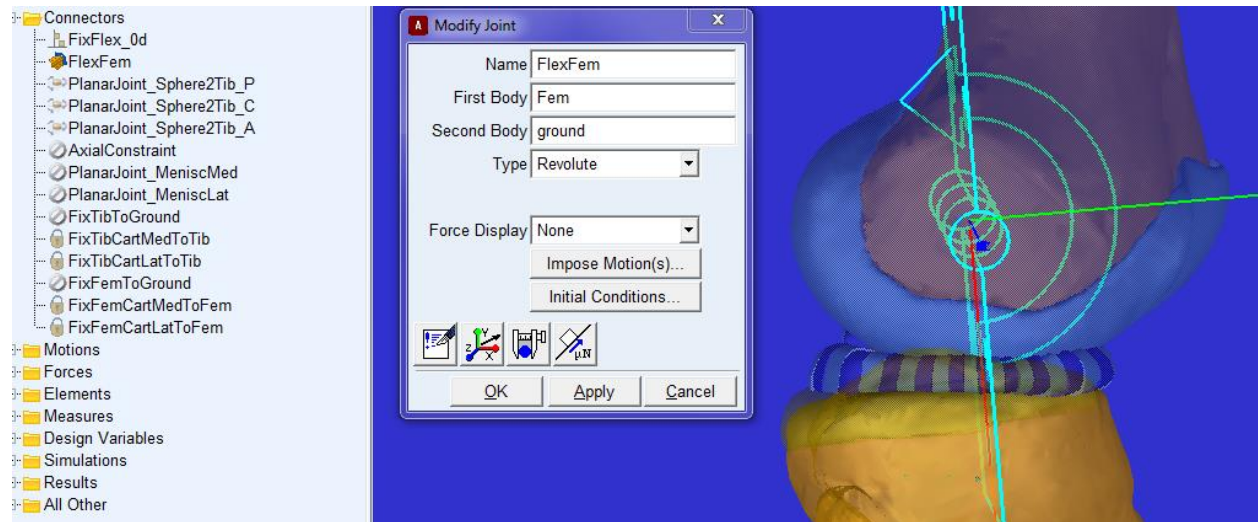 Connectors
FixFlex_0d
FlexFem
PlanarJoint_Sphere2Tib_P
PlanarJoint_Sphere2Tib_C
PlanarJoint_Sphere2Tib_A
AxialConstraint
PlanarJoint_MeniscMed
PlanarJoint_MeniscLat
FixTibToGround
FixTibCartMedToTib
FixTibCartLatToTib
FixFemToGround
FixFemCartMedToFem
FixFemCartLatToFem
Motions
Forces
Elements
Measures
Design Variables
Simulations
Results
All Other
Modify Joint
Name FlexFem
First Body Fem
Second Body ground
Type Revolute
Force Display None
Impose Motion(s)...
Initial Conditions...
OK Apply Cancel